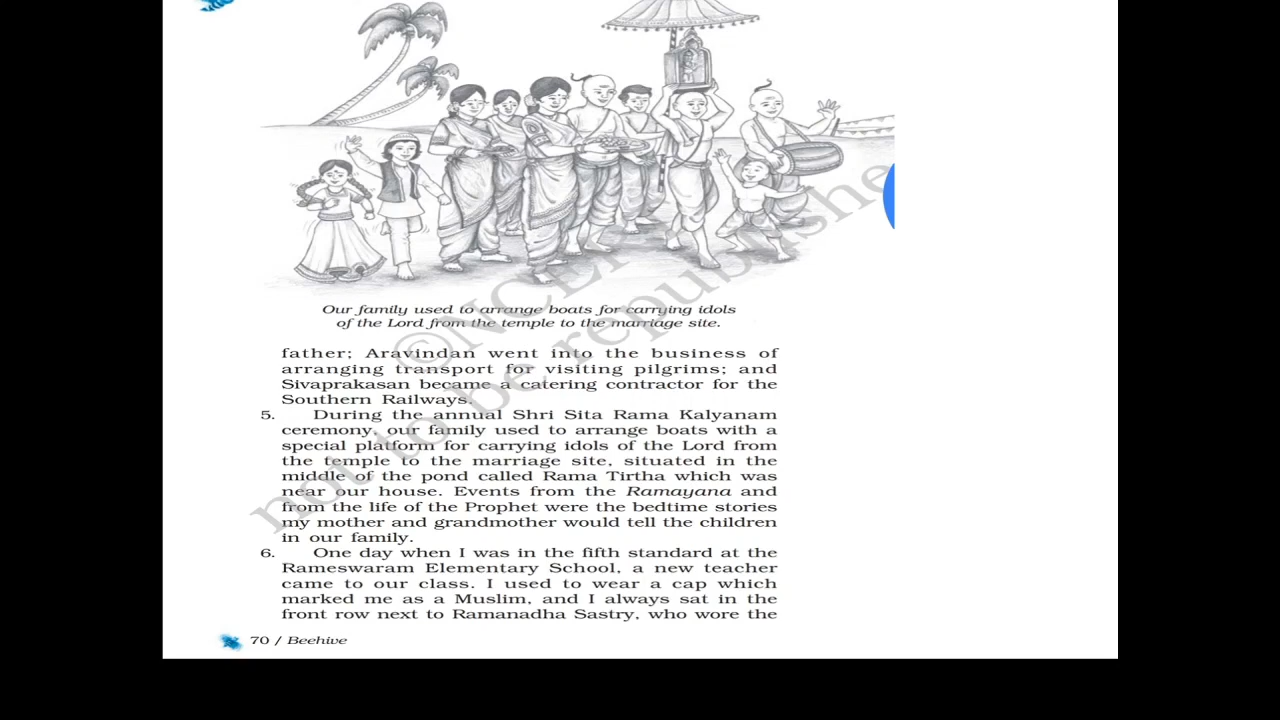 Our family used to arrange boats for carrying idols
of the Lord from the temple to the marriage site.
father; Aravindan went into the business of
arranging transport for visiting pilgrims; and
Sivaprakasan became a catering contractor for the
Southern Railways.
5. During the annual Shri Sita Rama Kalyanam
ceremony, our family used to arrange boats with a
special platform for carrying idols of the Lord from
the temple to the marriage site, situated in the
middle of the pond called Rama Tirtha which was
near our house. Events from the Ramayana and
from the life of the Prophet were the bedtime stories
my mother and grandmother would tell the children
in our family.
6. One day when I was in the fifth standard at the
Rameswaram Elementary School, a new teacher
came to our class. I used to wear a cap which
marked me as a Muslim, and I always sat in the
front row next to Ramanadha Sastry, who wore the
70 / Beehive
©NCER
not to be republishe